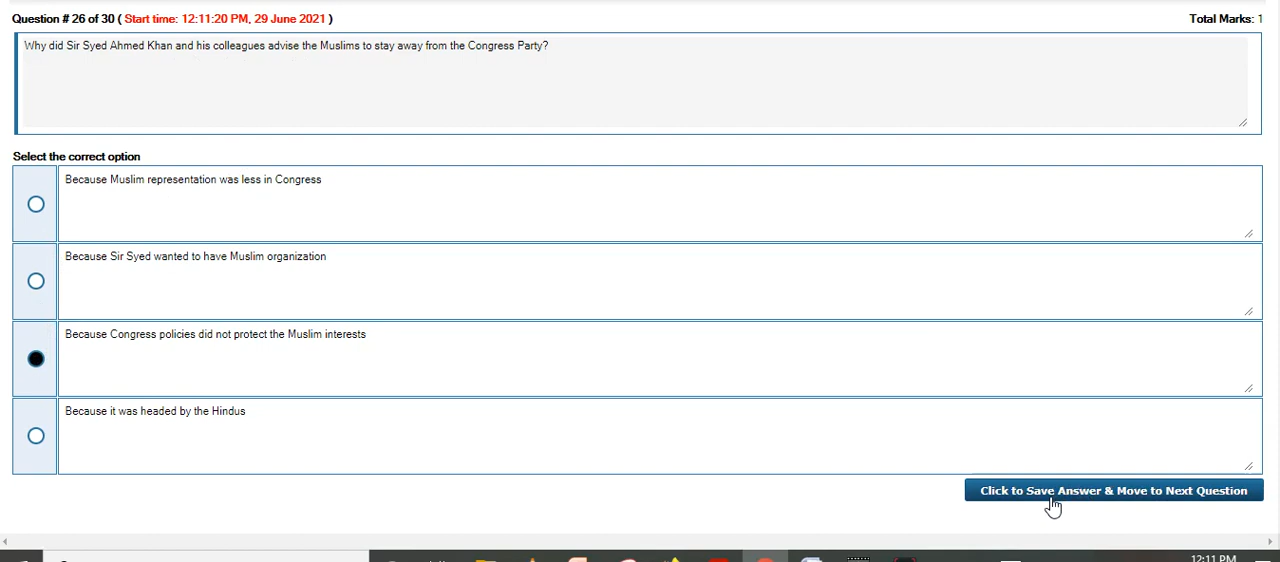 Question # 26 of 30 ( Start time: 12:11:20 PM, 29 June 2021 ) Total Marks: 1
Why did Sir Syed Ahmed Khan and his colleagues advise the Muslims to stay away from the Congress Party?
Select the correct option
Because Muslim representation was less in Congress
Because Sir Syed wanted to have Muslim organization
Because Congress policies did not protect the Muslim interests
Because it was headed by the Hindus
Click to Save Answer & Move to Next Question
12:11 PM